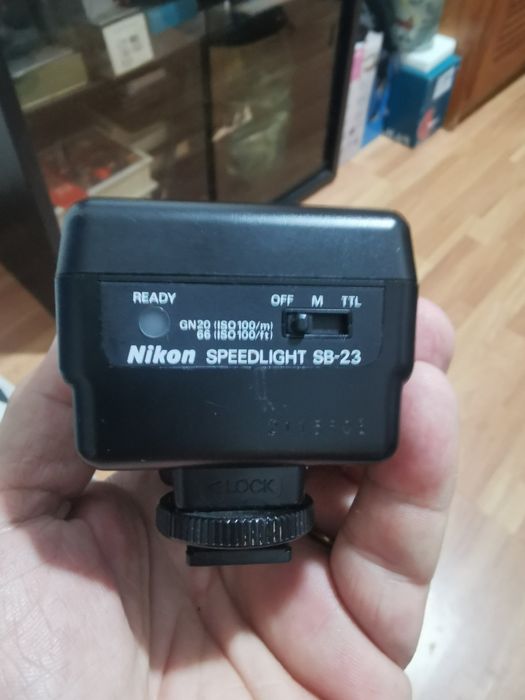 READY
OFF M TTL
GN20 (ISO100/m)
66 (ISO100/ft)
Nikon SPEEDLIGHT SB-23
<LOCK>